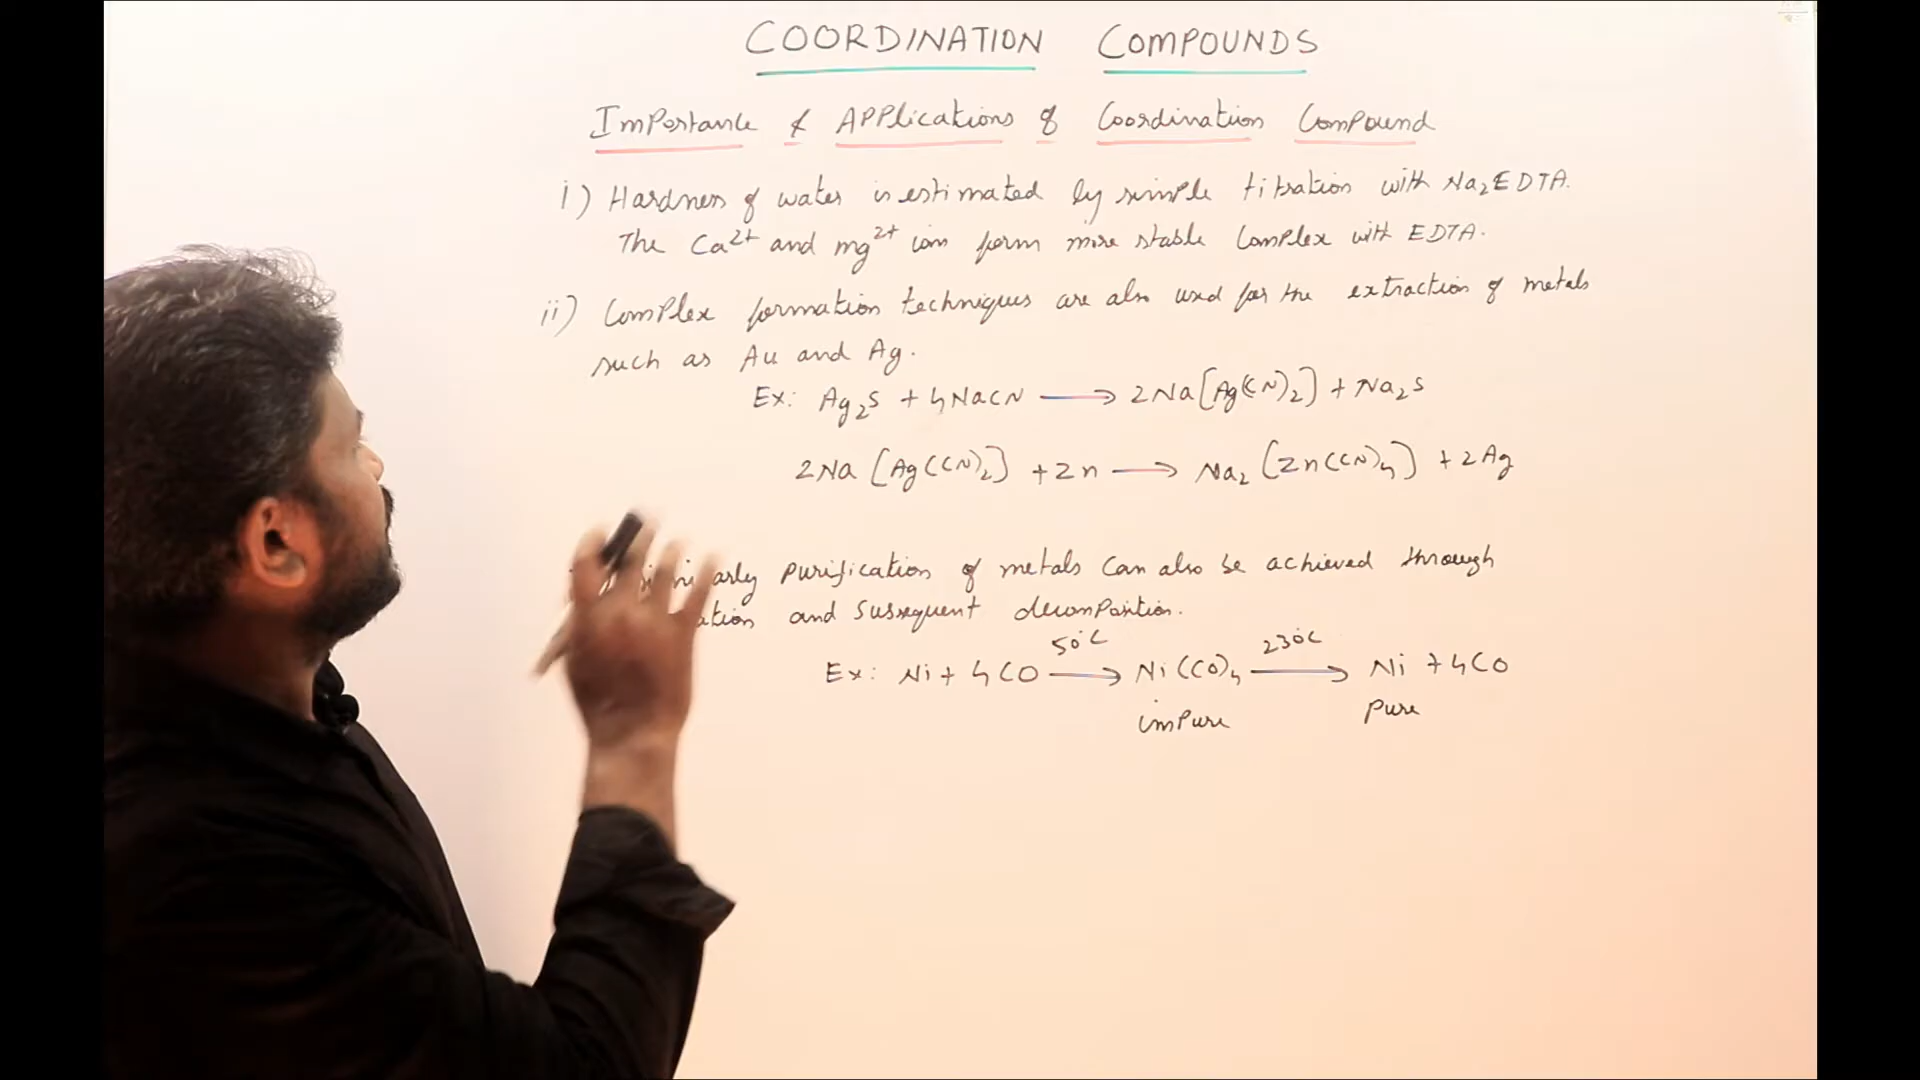 COORDINATION COMPOUNDS
Importance & Applications of Coordination Compound
i) Hardness of water is estimated by simple titration with Na₂EDTA.
The Ca²⁺ and mg²⁺ ion form more stable complex with EDTA.
ii) Complex formation techniques are also used for the extraction of metals
such as Au and Ag.
Ex: Ag₂S + 4NaCN → 2Na[Ag(CN)₂] + Na₂S
2Na[Ag(CN)₂] + Zn → Na₂[Zn(CN)₄] + 2Ag
purification of metals can also be achieved through
and subsequent decomposition.
50°C 230°C
Ex: Ni + 4CO → Ni(CO)₄ → Ni + 4CO
impure pure